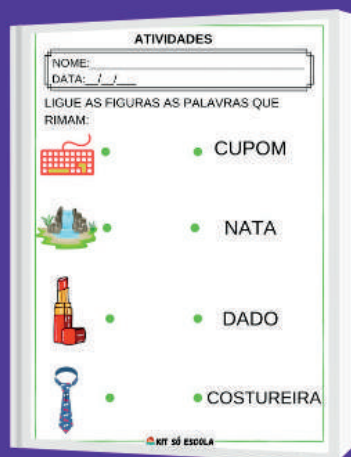 ATIVIDADES
NOME:
DATA:__/__/___
LIGUE AS FIGURAS AS PALAVRAS QUE
RIMAM:
CUPOM
NATA
DADO
COSTUREIRA
KIT SÓ ESCOLA